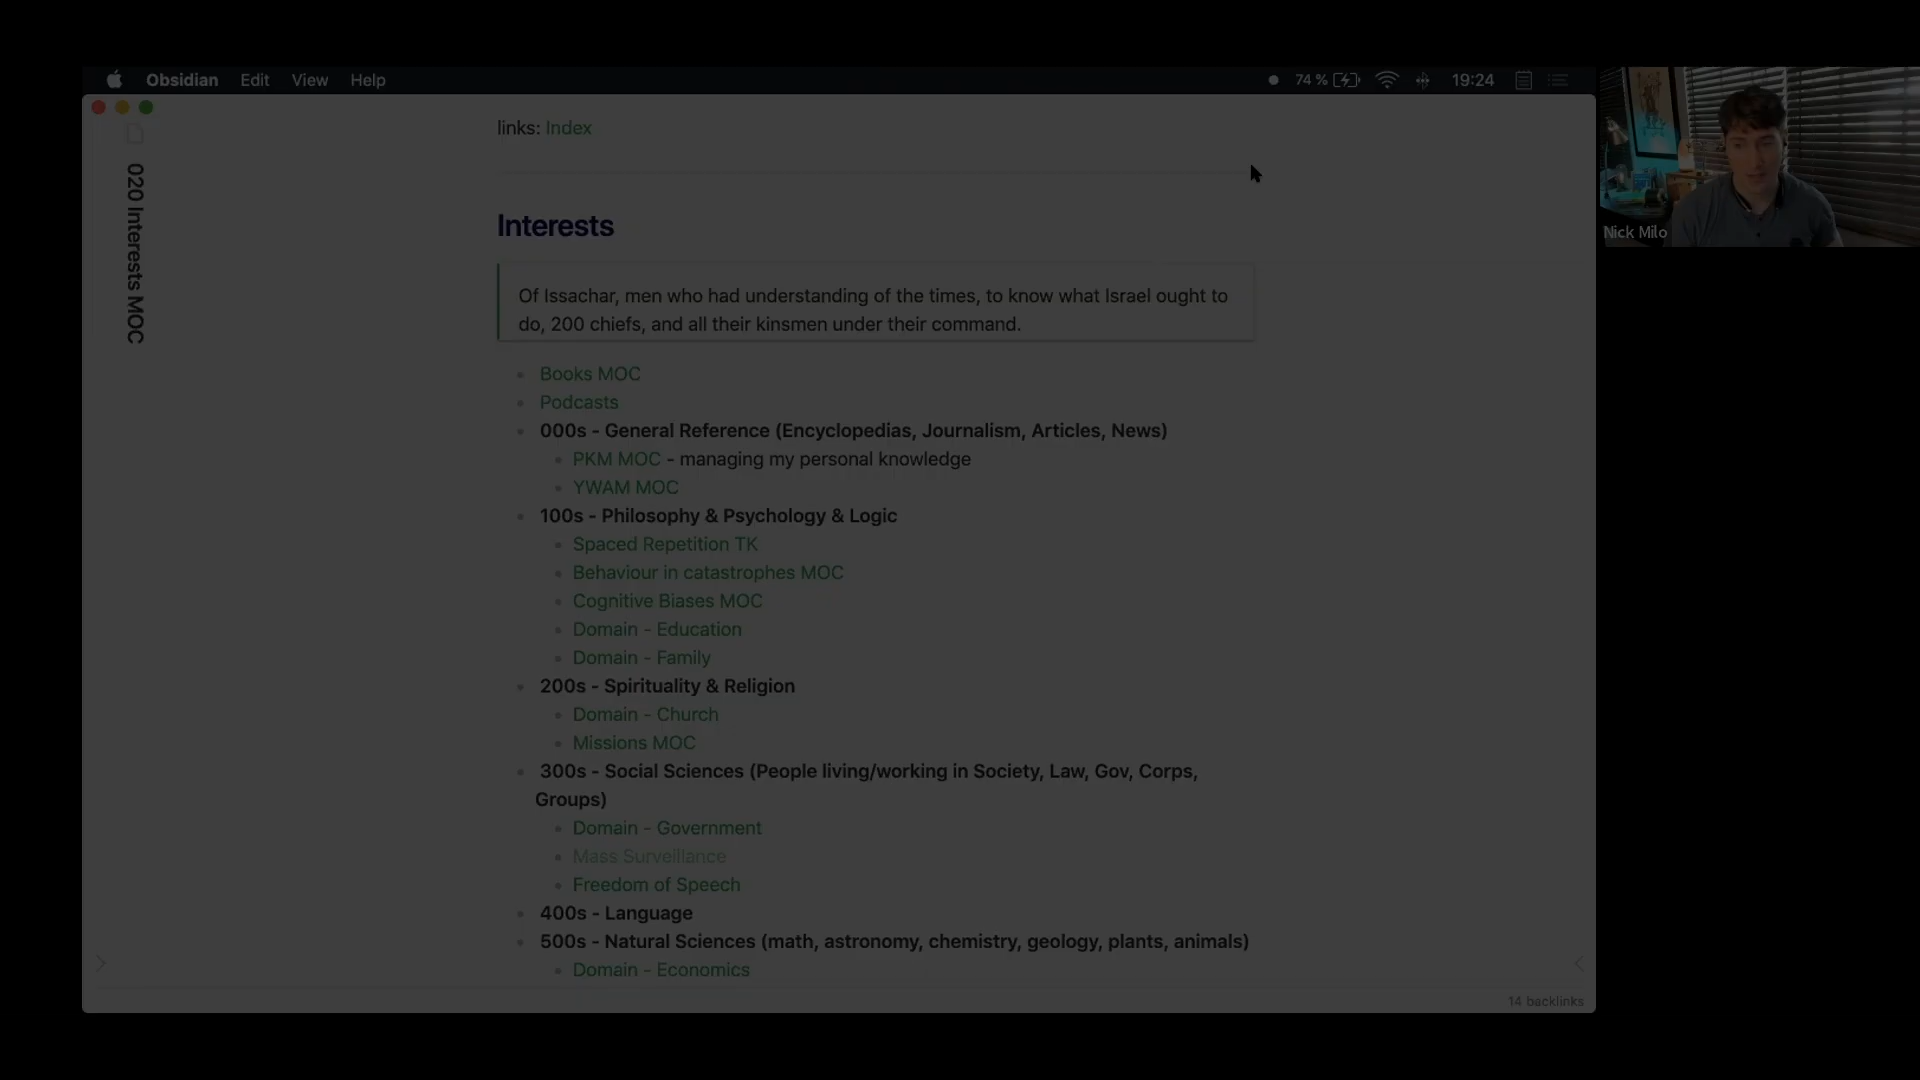 Obsidian Edit View Help 74 % 19:24
links: Index
020 Interests MOC
Interests
Nick Milo
Of Issachar, men who had understanding of the times, to know what Israel ought to
do, 200 chiefs, and all their kinsmen under their command.
Books MOC
Podcasts
000s - General Reference (Encyclopedias, Journalism, Articles, News)
PKM MOC - managing my personal knowledge
YWAM MOC
100s - Philosophy & Psychology & Logic
Spaced Repetition TK
Behaviour in catastrophes MOC
Cognitive Biases MOC
Domain - Education
Domain - Family
200s - Spirituality & Religion
Domain - Church
Missions MOC
300s - Social Sciences (People living/working in Society, Law, Gov, Corps,
Groups)
Domain - Government
Mass Surveillance
Freedom of Speech
400s - Language
500s - Natural Sciences (math, astronomy, chemistry, geology, plants, animals)
Domain - Economics
14 backlinks